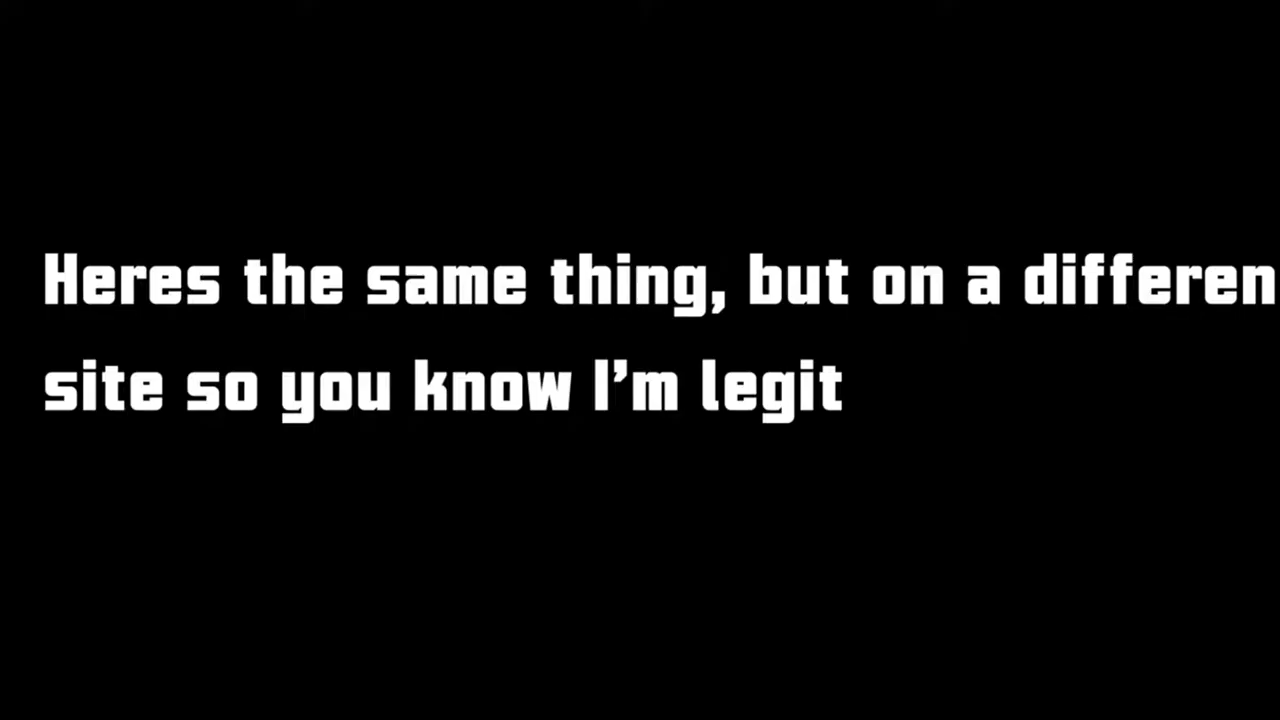 Heres the same thing, but on a differen
site so you know I'm legit